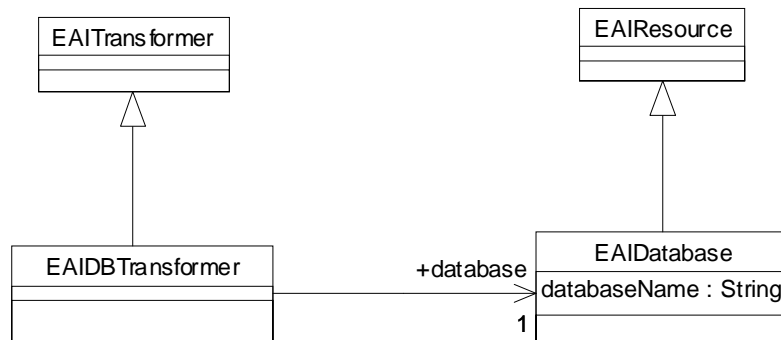 EAITransformer
EAIResource
EAIDBTransformer
+database
1
EAIDatabase
databaseName : String